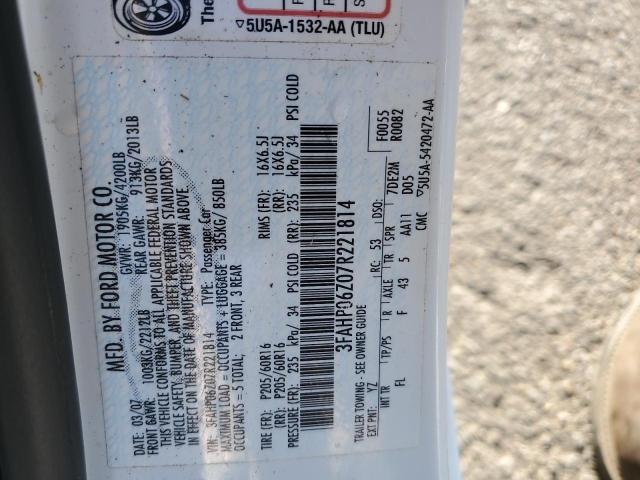 The
▽5U5A-1532-AA (TLU)
MFD. BY FORD MOTOR CO.
DATE: 03/07 GVWR: 1905KG/4200LB
FRONT GAWR: 1003KG/2212LB REAR GAWR: 913KG/2013LB
THIS VEHICLE CONFORMS TO ALL APPLICABLE FEDERAL MOTOR
VEHICLE SAFETY, BUMPER, AND THEFT PREVENTION STANDARDS
IN EFFECT ON THE DATE OF MANUFACTURE SHOWN ABOVE.
VIN: 3FAHP06Z07R221814 TYPE: Passenger Car
MAXIMUM LOAD = OCCUPANTS + LUGGAGE = 385KG/ 850LB
OCCUPANTS = 5 TOTAL: 2 FRONT, 3 REAR
TIRE (FR): P205/60R16 RIMS (FR): 16X6.5J
(RR): P205/60R16 (RR): 16X6.5J
PRESSURE (FR): 235 kPa/ 34 PSI COLD (RR): 235 kPa/ 34 PSI COLD
3FAHP06Z07R221814
TRAILER TOWING - SEE OWNER GUIDE
F0055
R0082
EXT PNT: YZ RC: 53 DSO: 7DE2M
INT TR TP/PS R AXLE TR SPR
FL F 43 5 AA11 D05
CMC ▽5U5A-5420472-AA